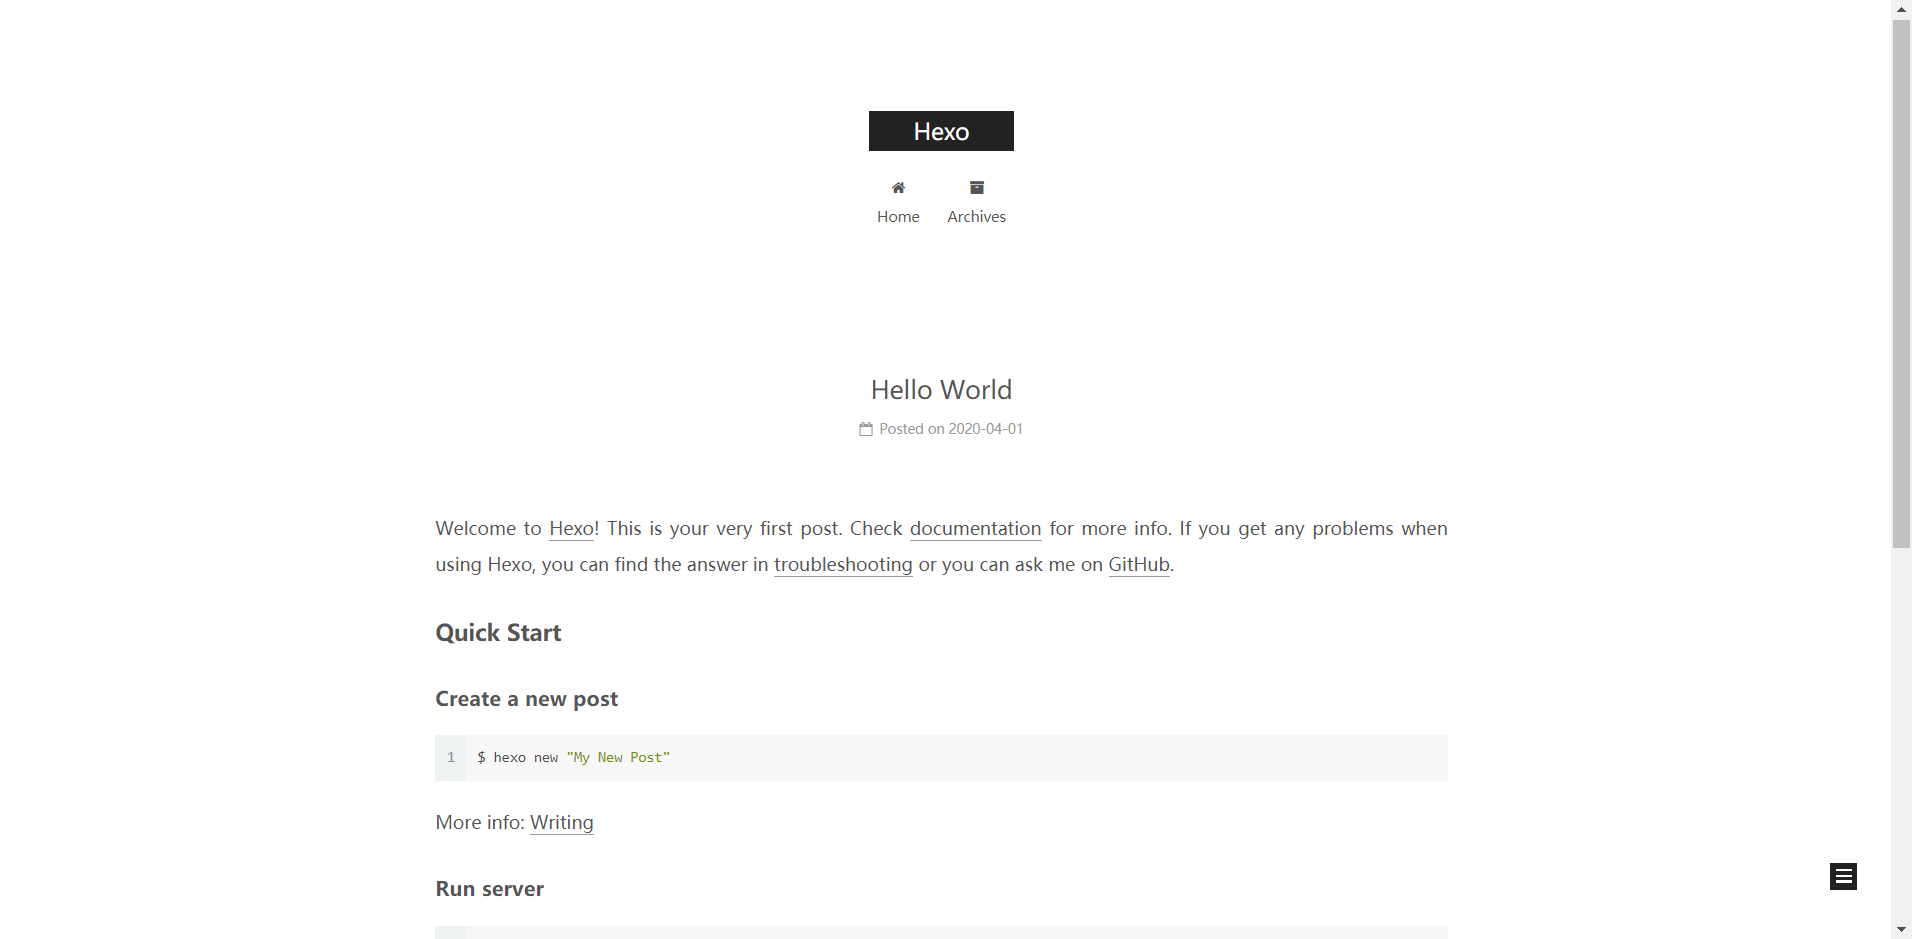 Hexo
Home
Archives
Hello World
Posted on 2020-04-01
Welcome to Hexo! This is your very first post. Check documentation for more info. If you get any problems when
using Hexo, you can find the answer in troubleshooting or you can ask me on GitHub.
Quick Start
Create a new post
1 $ hexo new "My New Post"
More info: Writing
Run server